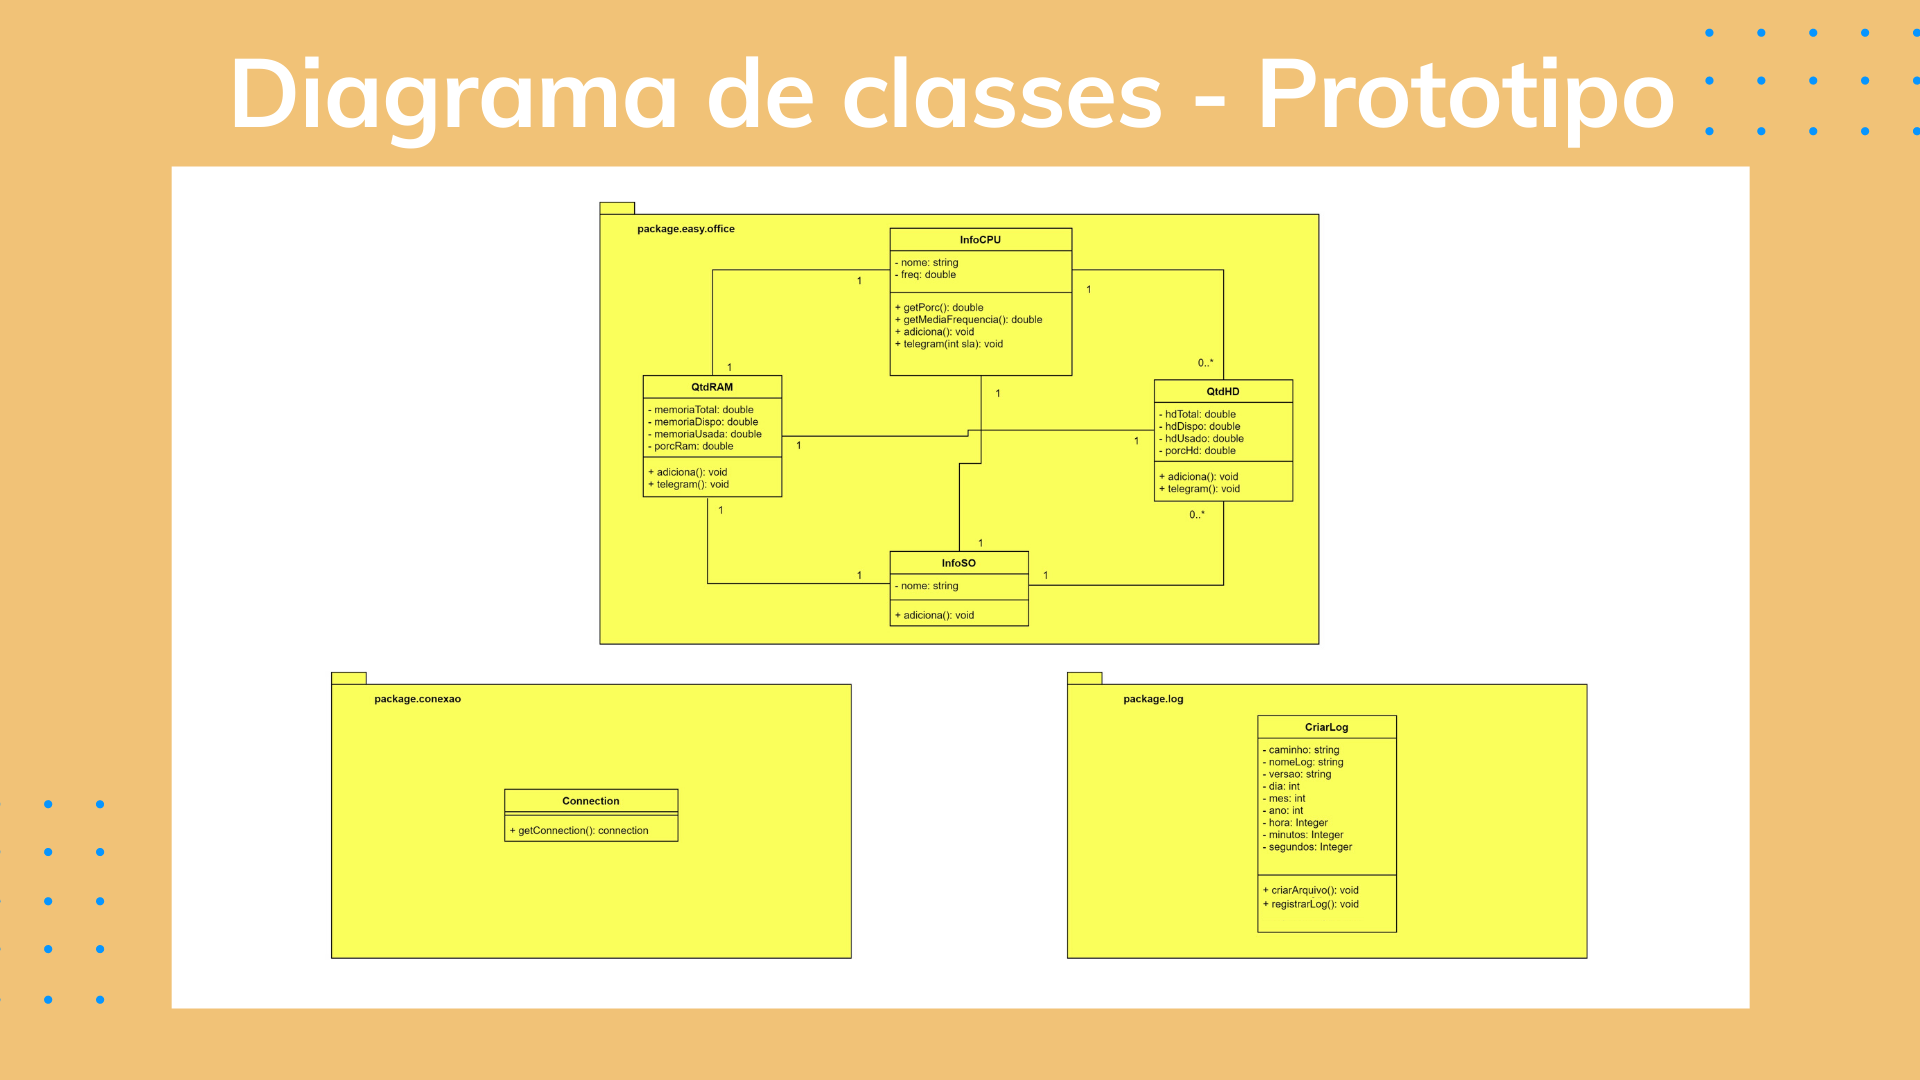 Diagrama de classes - Prototipo
package.easy.office
InfoCPU
- nome: string
- freq: double
+ getPorc(): double
+ getMediaFrequencia(): double
+ adiciona(): void
+ telegram(int sla): void
1
1
1
0..*
1
QtdRAM
- memoriaTotal: double
- memoriaDispo: double
- memoriaUsada: double
- porcRam: double
+ adiciona(): void
+ telegram(): void
QtdHD
- hdTotal: double
- hdDispo: double
- hdUsado: double
- porcHd: double
+ adiciona(): void
+ telegram(): void
1
1
1
0..*
1
1
1
InfoSO
- nome: string
+ adiciona(): void
package.conexao
Connection
+ getConnection(): connection
package.log
CriarLog
- caminho: string
- nomeLog: string
- versao: string
- dia: int
- mes: int
- ano: int
- hora: Integer
- minutos: Integer
- segundos: Integer
+ criarArquivo(): void
+ registrarLog(): void